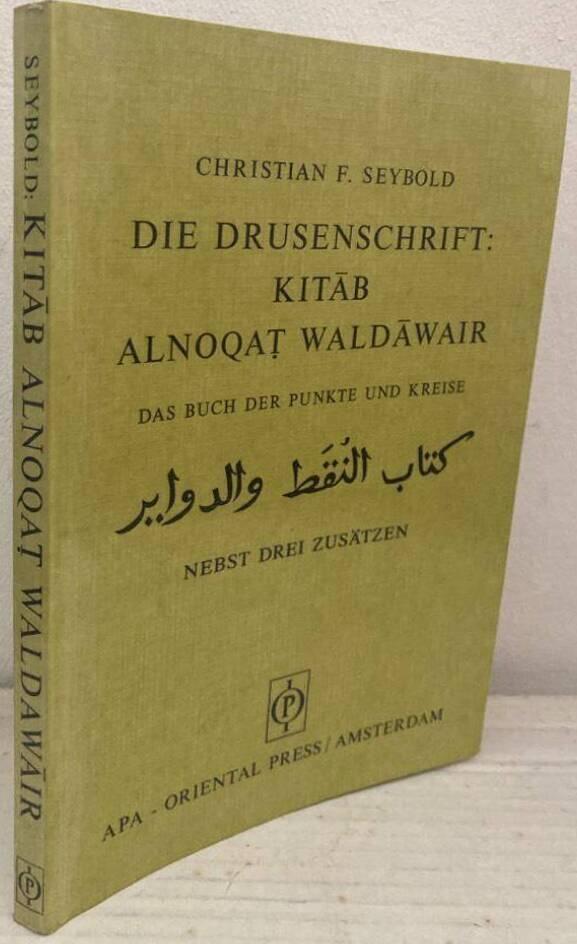 SEYBOLD: KITĀB ALNOQAṬ WALDAWĀIR
CHRISTIAN F. SEYBOLD
DIE DRUSENSCHRIFT:
KITĀB
ALNOQAṬ WALDĀWAIR
DAS BUCH DER PUNKTE UND KREISE
كتاب النُقَط والدواير
NEBST DREI ZUSÄTZEN
APA - ORIENTAL PRESS / AMSTERDAM